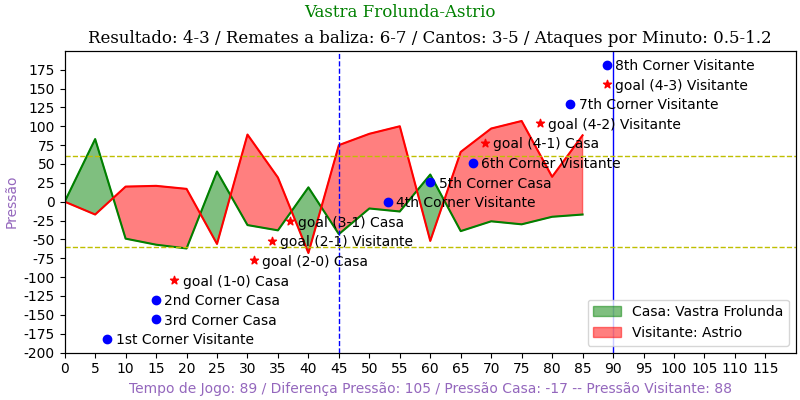 Vastra Frolunda-Astrio
Resultado: 4-3 / Remates a baliza: 6-7 / Cantos: 3-5 / Ataques por Minuto: 0.5-1.2
8th Corner Visitante
goal (4-3) Visitante
7th Corner Visitante
goal (4-2) Visitante
goal (4-1) Casa
6th Corner Visitante
5th Corner Casa
4th Corner Visitante
goal (3-1) Casa
goal (2-1) Visitante
goal (2-0) Casa
goal (1-0) Casa
2nd Corner Casa
3rd Corner Casa
1st Corner Visitante
Casa: Vastra Frolunda
Visitante: Astrio
Pressão
175
150
125
100
75
50
25
0
-25
-50
-75
-100
-125
-150
-175
-200
0 5 10 15 20 25 30 35 40 45 50 55 60 65 70 75 80 85 90 95 100 105 110 115
Tempo de Jogo: 89 / Diferença Pressão: 105 / Pressão Casa: -17 -- Pressão Visitante: 88